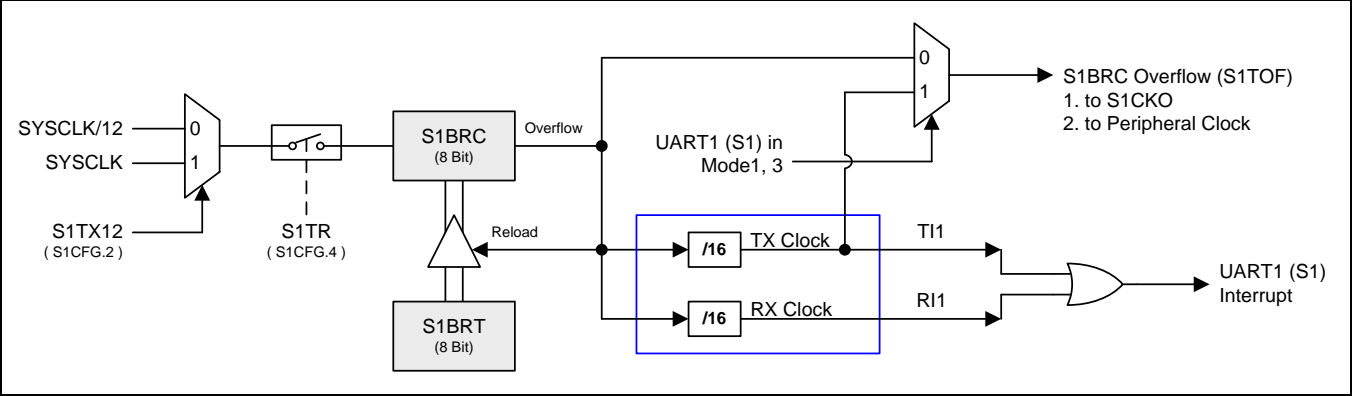 SYSCLK/12
SYSCLK
0
1
S1TX12
( S1CFG.2 )
S1TR
( S1CFG.4 )
S1BRC
(8 Bit)
Overflow
Reload
S1BRT
(8 Bit)
UART1 (S1) in
Mode1, 3
0
1
S1BRC Overflow (S1TOF)
1. to S1CKO
2. to Peripheral Clock
/16
TX Clock
/16
RX Clock
TI1
RI1
UART1 (S1)
Interrupt